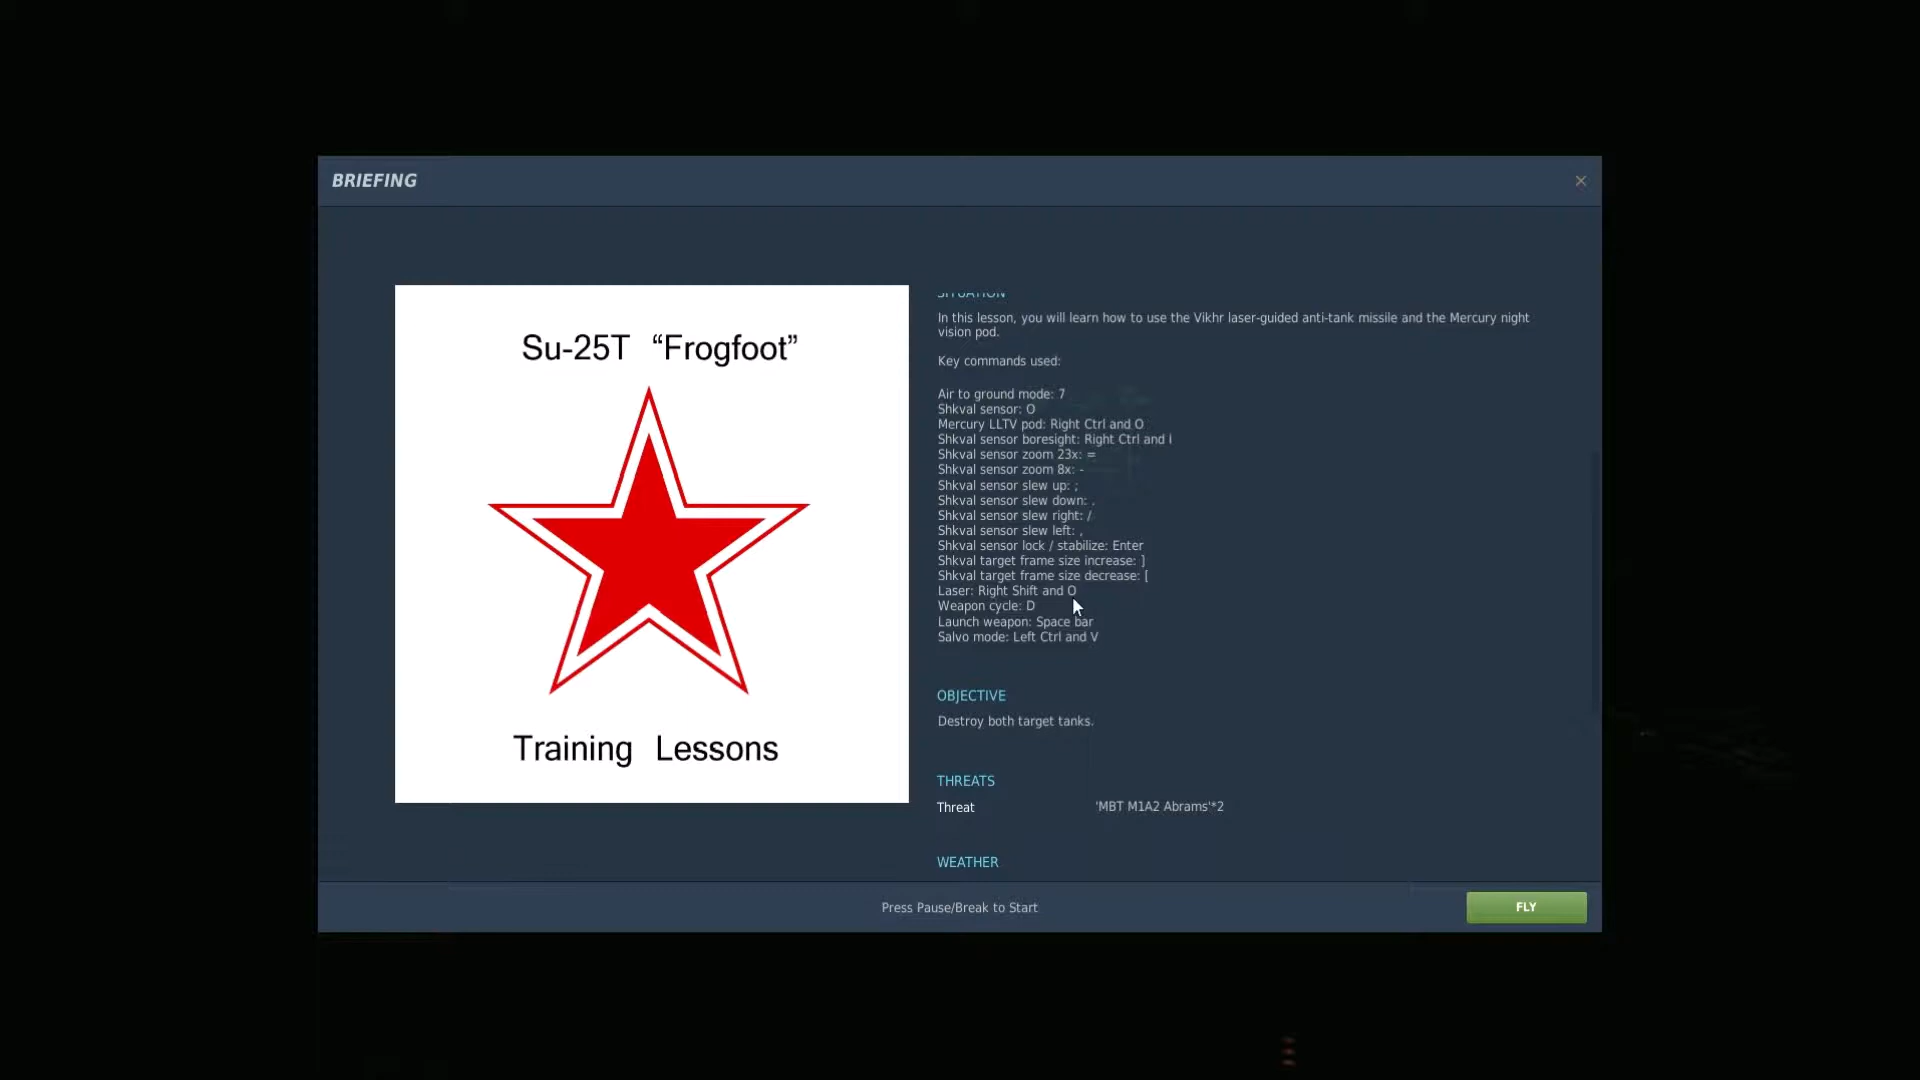 BRIEFING
Su-25T “Frogfoot”
Training Lessons
SITUATION
In this lesson, you will learn how to use the Vikhr laser-guided anti-tank missile and the Mercury night
vision pod.
Key commands used:
Air to ground mode: 7
Shkval sensor: O
Mercury LLTV pod: Right Ctrl and O
Shkval sensor boresight: Right Ctrl and I
Shkval sensor zoom 23x: =
Shkval sensor zoom 8x: -
Shkval sensor slew up: ;
Shkval sensor slew down: .
Shkval sensor slew right: /
Shkval sensor slew left: ,
Shkval sensor lock / stabilize: Enter
Shkval target frame size increase: ]
Shkval target frame size decrease: [
Laser: Right Shift and O
Weapon cycle: D
Launch weapon: Space bar
Salvo mode: Left Ctrl and V
OBJECTIVE
Destroy both target tanks.
THREATS
Threat 'MBT M1A2 Abrams'*2
WEATHER
Press Pause/Break to Start
FLY